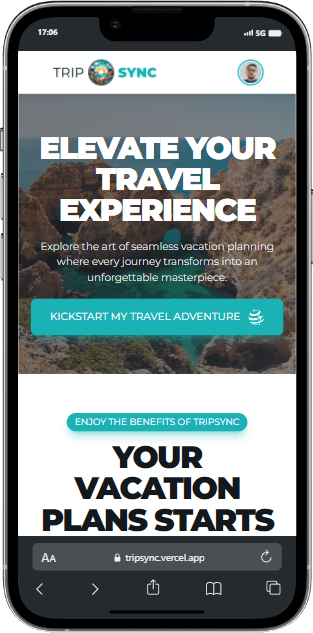 17:06
5G
TRIP SYNC
ELEVATE YOUR
TRAVEL
EXPERIENCE
Explore the art of seamless vacation planning
where every journey transforms into an
unforgettable masterpiece.
KICKSTART MY TRAVEL ADVENTURE
ENJOY THE BENEFITS OF TRIPSYNC
YOUR
VACATION
PLANS STARTS
AA
tripsync.vercel.app